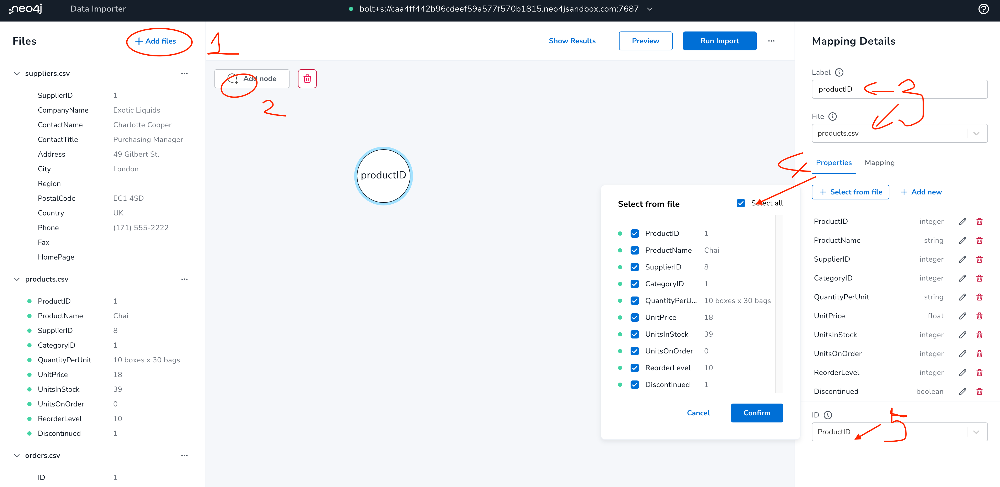 neo4j
Data Importer
bolt+s://caa4ff442b96cdeef59a577f570b1815.neo4jsandbox.com:7687
Files
+ Add files
1
suppliers.csv
SupplierID 1
CompanyName Exotic Liquids
ContactName Charlotte Cooper
ContactTitle Purchasing Manager
Address 49 Gilbert St.
City London
Region
PostalCode EC1 4SD
Country UK
Phone (171) 555-2222
Fax
HomePage
products.csv
ProductID 1
ProductName Chai
SupplierID 8
CategoryID 1
QuantityPerUnit 10 boxes x 30 bags
UnitPrice 18
UnitsInStock 39
UnitsOnOrder 0
ReorderLevel 10
Discontinued 1
orders.csv
ID 1
Show Results
Preview
Run Import
Add node
2
productID
Select from file
Select all
ProductID 1
ProductName Chai
SupplierID 8
CategoryID 1
QuantityPerU... 10 boxes x 30 bags
UnitPrice 18
UnitsInStock 39
UnitsOnOrder 0
ReorderLevel 10
Discontinued 1
Cancel
Confirm
Mapping Details
Label
productID
3
File
products.csv
4
Properties
Mapping
+ Select from file
+ Add new
ProductID integer
ProductName string
SupplierID integer
CategoryID integer
QuantityPerUnit string
UnitPrice float
UnitsInStock integer
UnitsOnOrder integer
ReorderLevel integer
Discontinued boolean
ID
5
ProductID